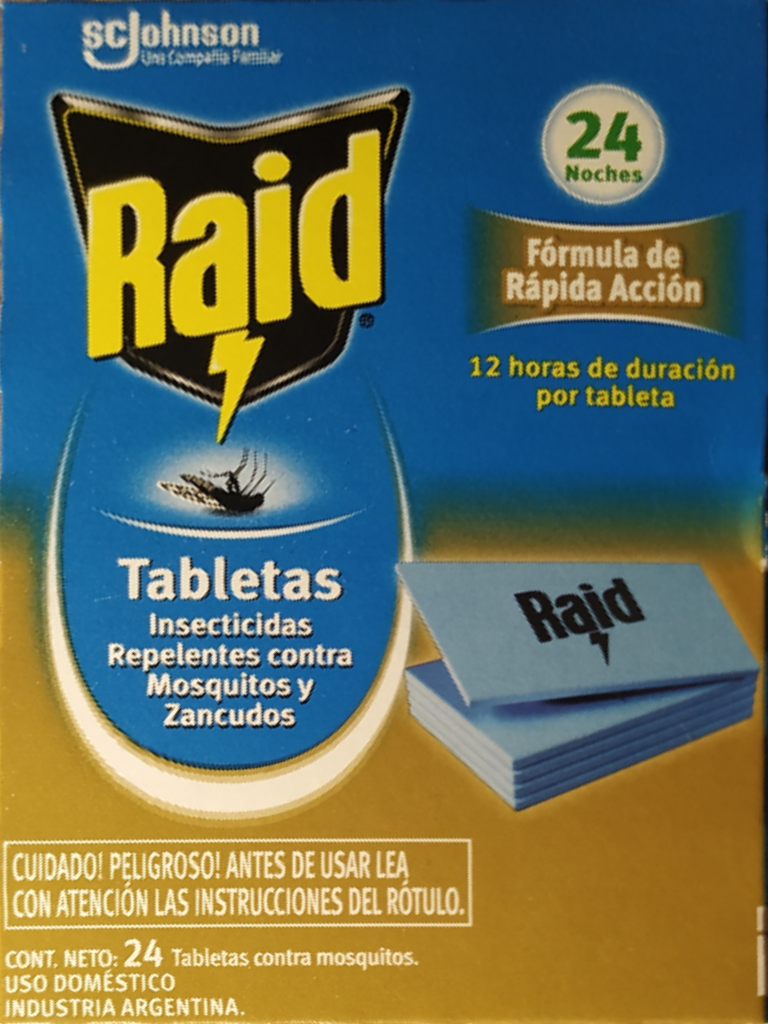 SCJohnson
Una Compañía Familiar
Raid
24
Noches
Fórmula de
Rápida Acción
12 horas de duración
por tableta
Tabletas
Insecticidas
Repelentes contra
Mosquitos y
Zancudos
Raid
CUIDADO! PELIGROSO! ANTES DE USAR LEA
CON ATENCIÓN LAS INSTRUCCIONES DEL RÓTULO.
CONT. NETO: 24 Tabletas contra mosquitos.
USO DOMÉSTICO
INDUSTRIA ARGENTINA.